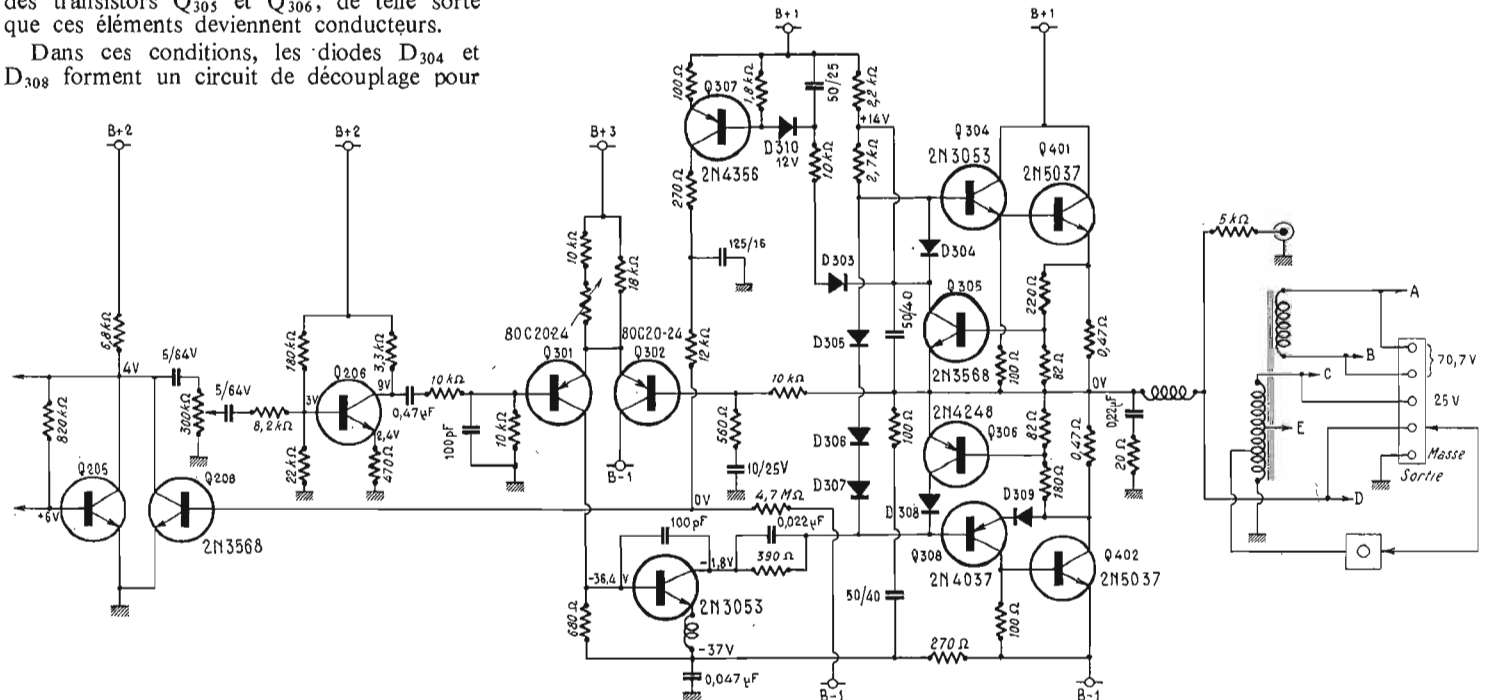 des transistors Q305 et Q306, de telle sorte
que ces éléments deviennent conducteurs.
Dans ces conditions, les diodes D304 et
D308 forment un circuit de découplage pour
B+1
B+1
B+2
B+2
B+3
100Ω
Q307
1,8kΩ
50/25
2,2kΩ
+14V
D310
12V
2N4356
10kΩ
2,7kΩ
270Ω
Q304
2N3053
Q401
2N5037
5kΩ
125/16
D303
D304
10kΩ
18kΩ
Q305
220Ω
50/40
0,47Ω
A
B
C
70,7V
25V
E
Masse
Sortie
D
6,8kΩ
4V
5/64V
5/64V
300kΩ
8,2kΩ
820kΩ
180kΩ
3,3kΩ
Q206
9V
3V
2,4V
10kΩ
0,47µF
22kΩ
470Ω
100pF
10kΩ
80C20-24
Q301
80C20-24
Q302
12kΩ
D305
2N3568
100Ω
82Ω
0V
10kΩ
560Ω
10/25V
B-1
100Ω
2N4248
Q306
82Ω
0,47Ω
0,22µF
20Ω
D306
D307
D308
180Ω
D309
Q205
+6V
Q208
2N3568
0V
4,7MΩ
100pF
0,022µF
390Ω
-1,8V
-36,4 V
2N3053
680Ω
-37V
0,047µF
50/40
Q308
2N4037
Q402
2N5037
100Ω
270Ω
B-1
B-1